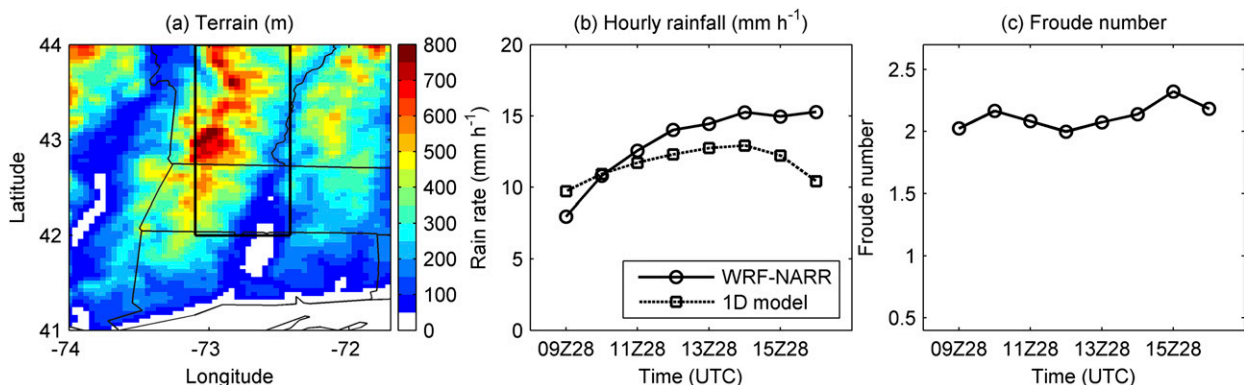 (a) Terrain (m)
44
43
42
41
-74
-73
-72
Latitude
Longitude
800
700
600
500
400
300
200
100
0
Rain rate (mm h⁻¹)
(b) Hourly rainfall (mm h⁻¹)
20
15
10
5
0
09Z28 11Z28 13Z28 15Z28
Time (UTC)
WRF-NARR
1D model
(c) Froude number
2.5
2
1.5
1
0.5
Froude number
09Z28 11Z28 13Z28 15Z28
Time (UTC)